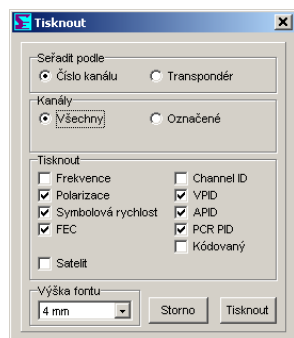 Tisknout
Seřadit podle
Číslo kanálu
Transpondér
Kanály
Všechny
Označené
Tisknout
Frekvence
Channel ID
Polarizace
VPID
Symbolová rychlost
APID
FEC
PCR PID
Kódovaný
Satelit
Výška fontu
4 mm
Storno
Tisknout